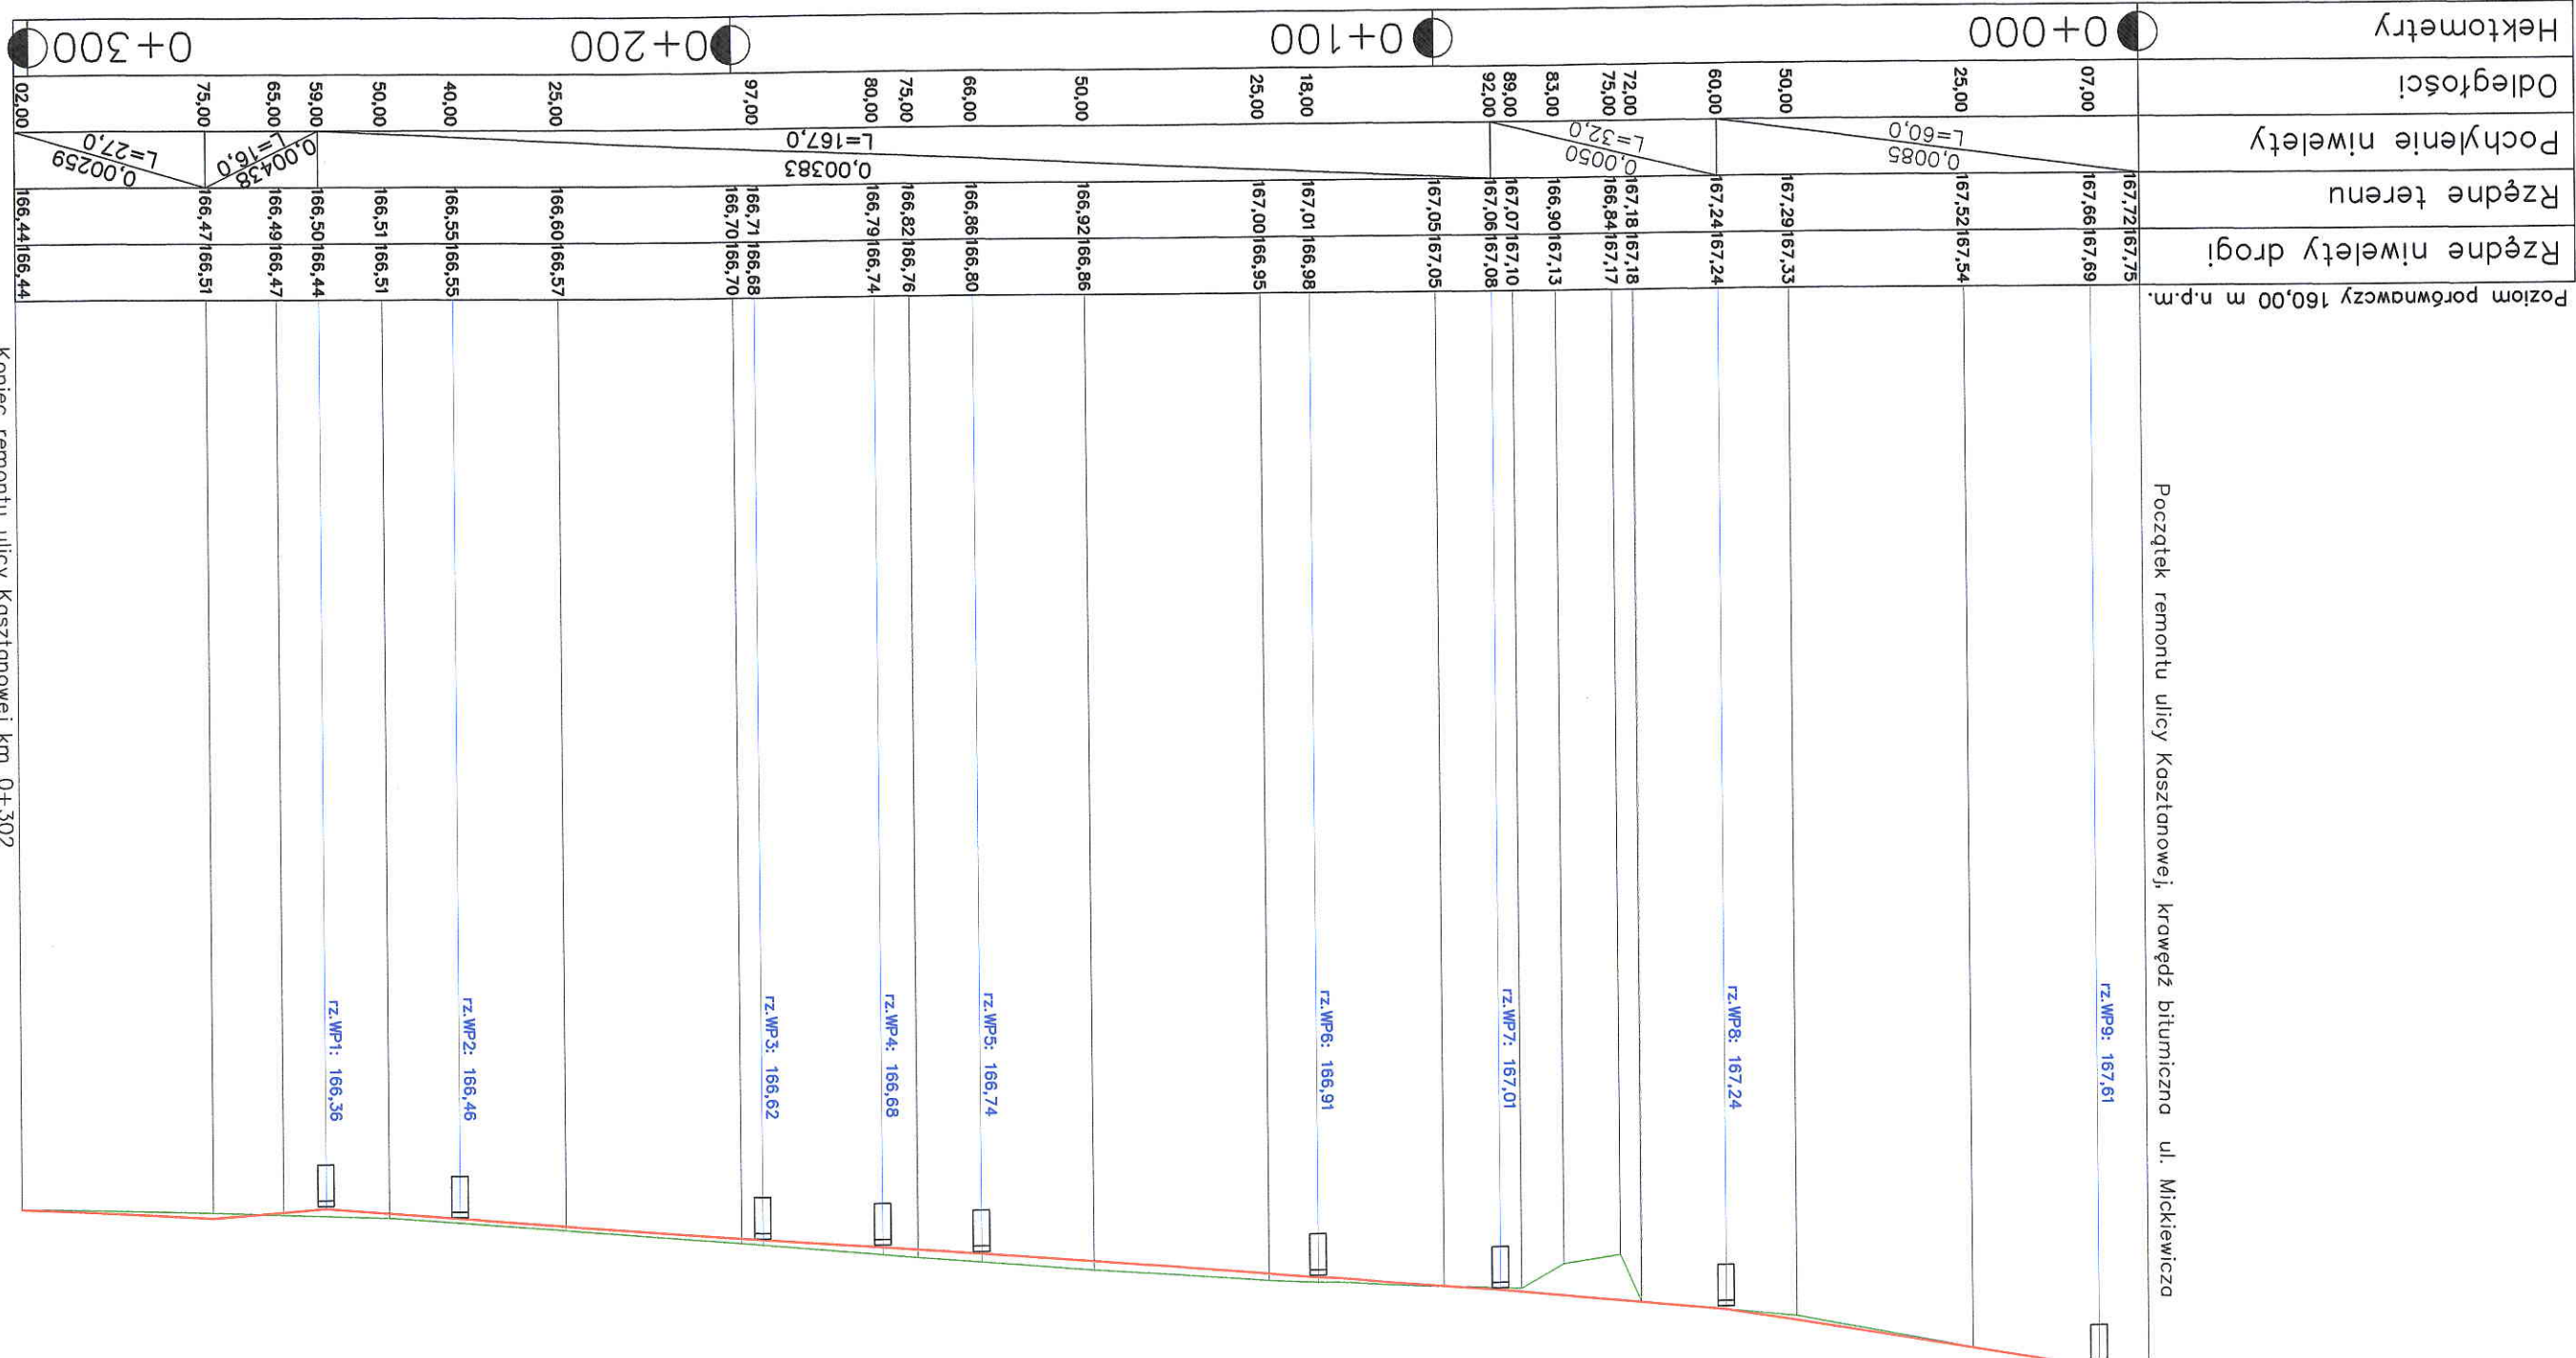 Początek remontu ulicy Kasztanowej, krawędź bitumiczna ul. Mickiewicza
rz.WP9: 167,61
rz.WP8: 167,24
rz.WP7: 167,01
rz.WP6: 166,91
rz.WP5: 166,74
rz.WP4: 166,68
rz.WP3: 166,62
rz.WP2: 166,46
rz.WP1: 166,36
Koniec remontu ulicy Kasztanowej km 0+302
Poziom porównawczy 160,00 m n.p.m.
Rzędne niwelety drogi 167,75 167,69 167,54 167,33 167,24 167,18 167,17 167,13 167,10 167,08 167,05 166,98 166,95 166,86 166,80 166,76 166,74 166,68 166,70 166,57 166,55 166,51 166,44 166,47 166,51 166,44
Rzędne terenu 167,72 167,66 167,52 167,29 167,24 167,18 166,84 166,90 167,07 167,06 167,05 167,01 167,00 166,92 166,86 166,82 166,79 166,71 166,70 166,60 166,55 166,51 166,50 166,49 166,47 166,44
Pochylenie niwelety 0,0085 L=60,0 0,0050 L=32,0 0,00383 L=167,0 0,00438 L=16,0 0,00259 L=27,0
Odległości 07,00 25,00 50,00 60,00 72,00 75,00 83,00 89,00 92,00 18,00 25,00 50,00 66,00 75,00 80,00 97,00 25,00 40,00 50,00 59,00 65,00 75,00 02,00
Hektometry 0+000 0+100 0+200 0+300